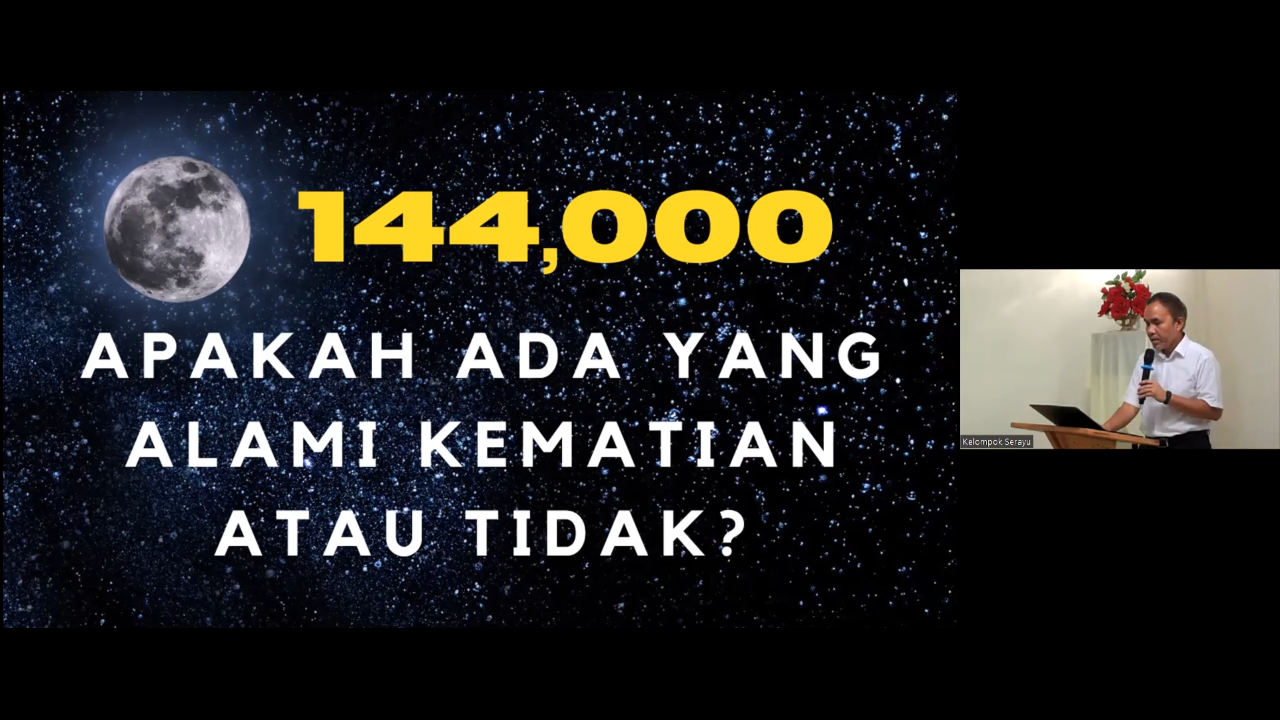 144,000
APAKAH ADA YANG
ALAMI KEMATIAN
ATAU TIDAK?
Kelompok Serayu